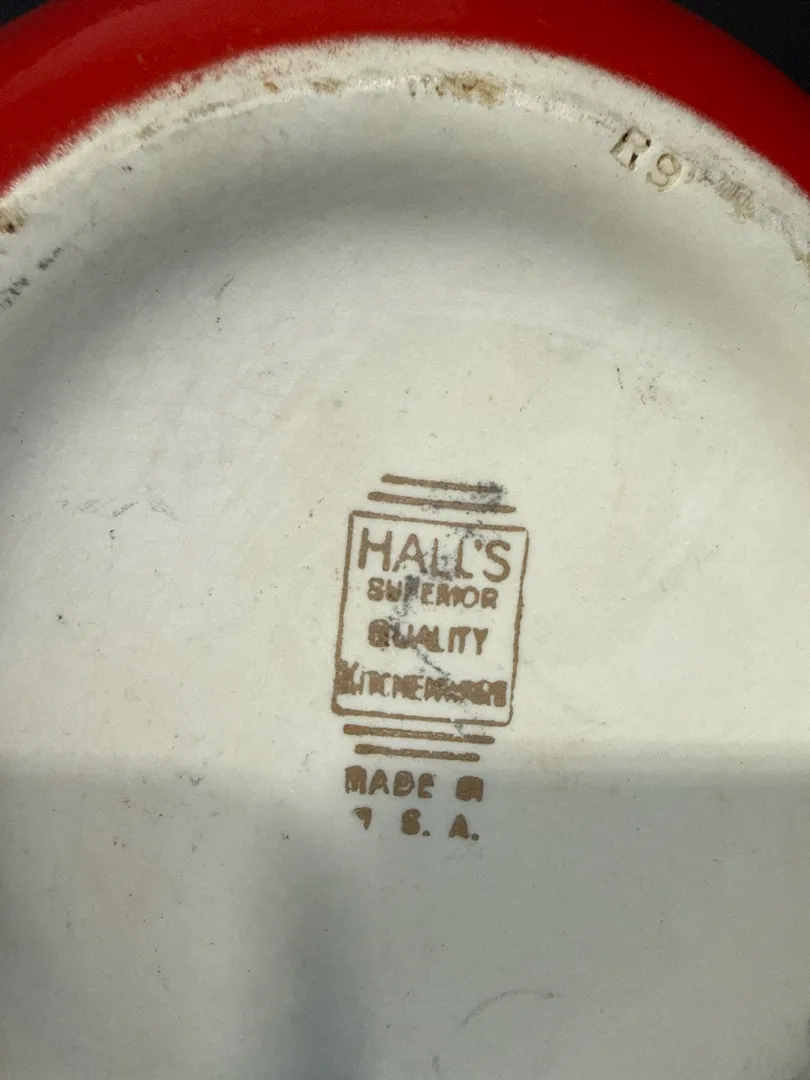 R9
HALL'S
SUPERIOR
QUALITY
KITCHENWARE
MADE IN
U.S.A.